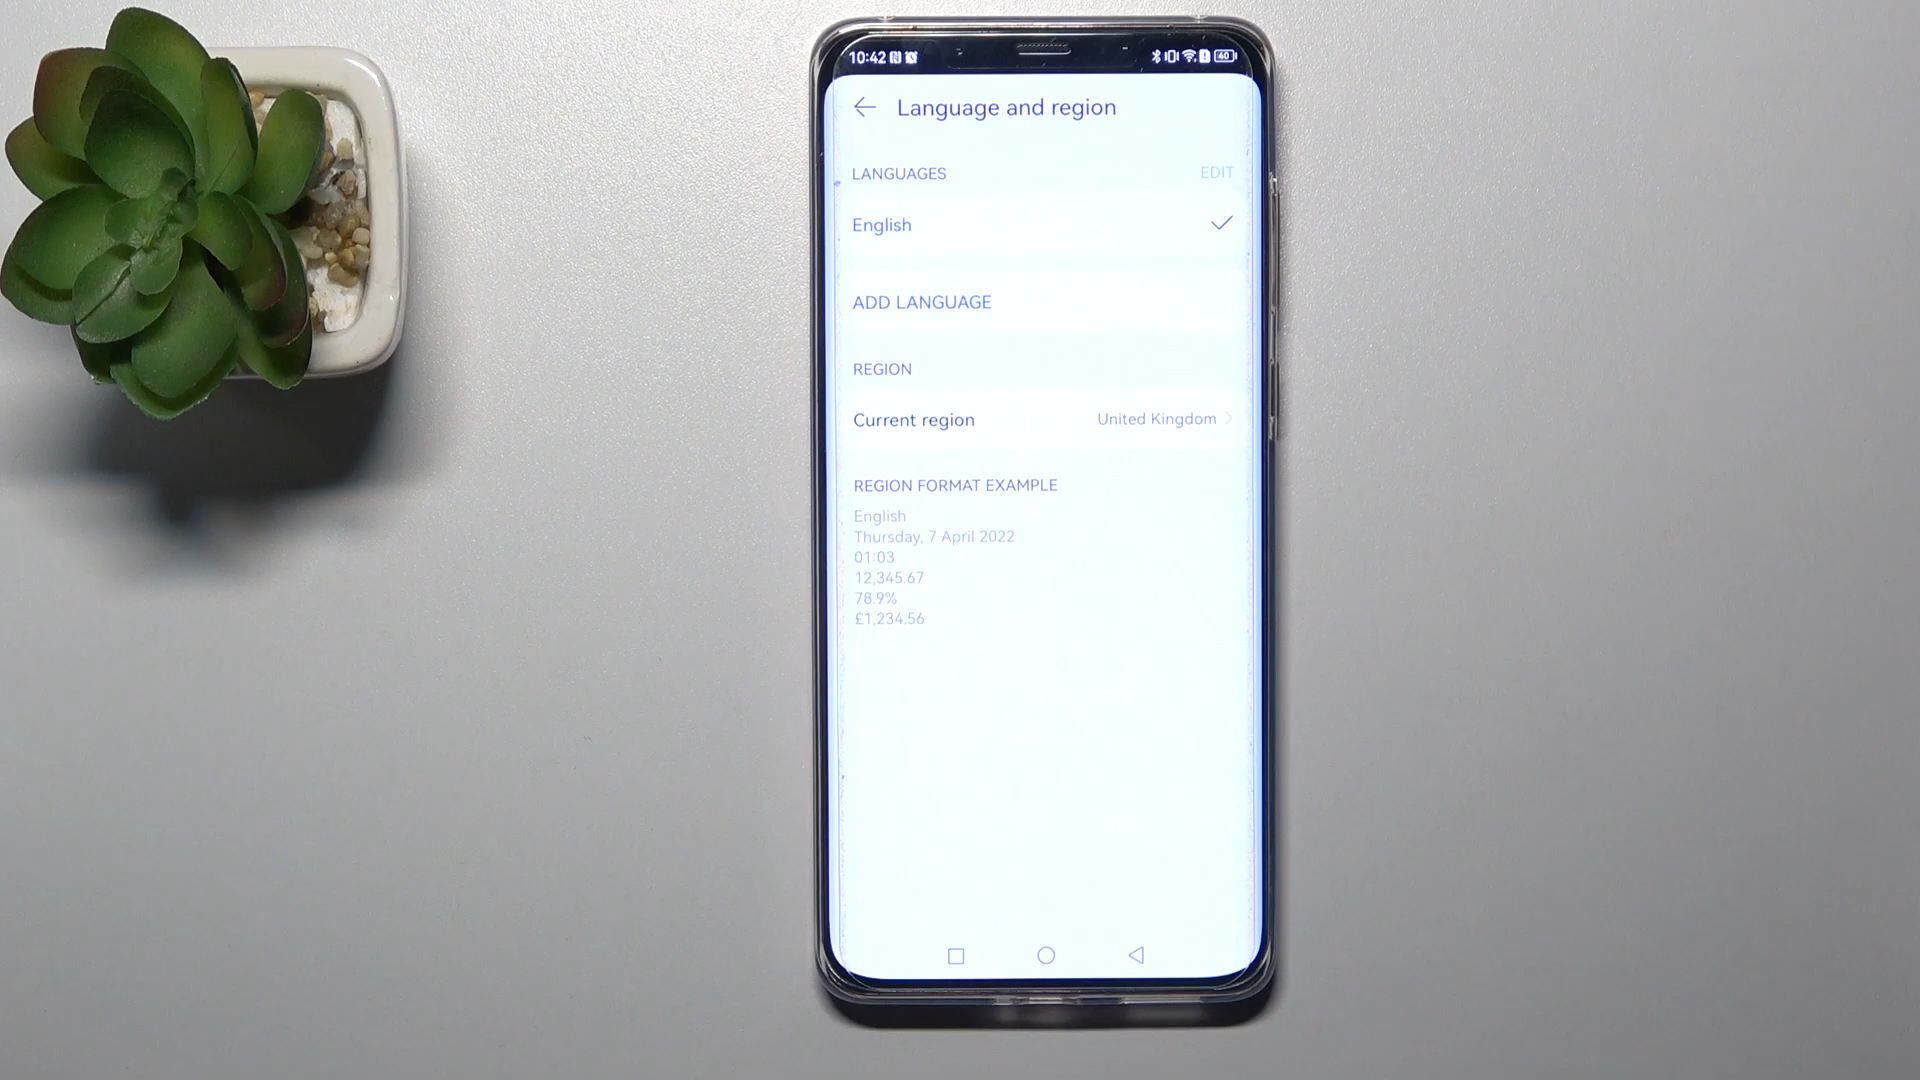 10:42 40
Language and region
LANGUAGES EDIT
English
ADD LANGUAGE
REGION
Current region United Kingdom
REGION FORMAT EXAMPLE
English
Thursday, 7 April 2022
01:03
12,345.67
78.9%
£1,234.56